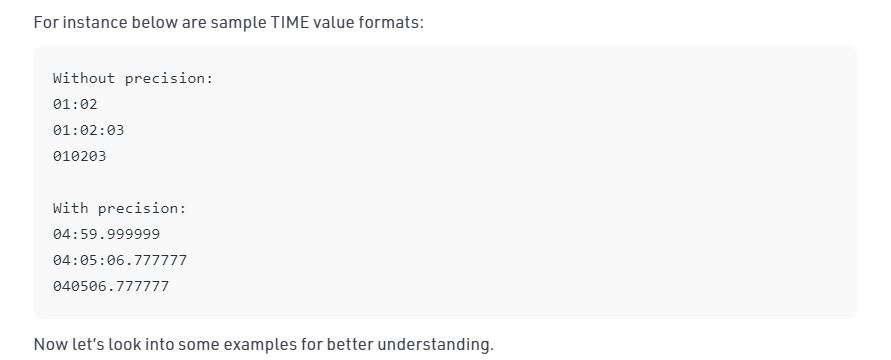 For instance below are sample TIME value formats:
Without precision:
01:02
01:02:03
010203
With precision:
04:59.999999
04:05:06.777777
040506.777777
Now let’s look into some examples for better understanding.